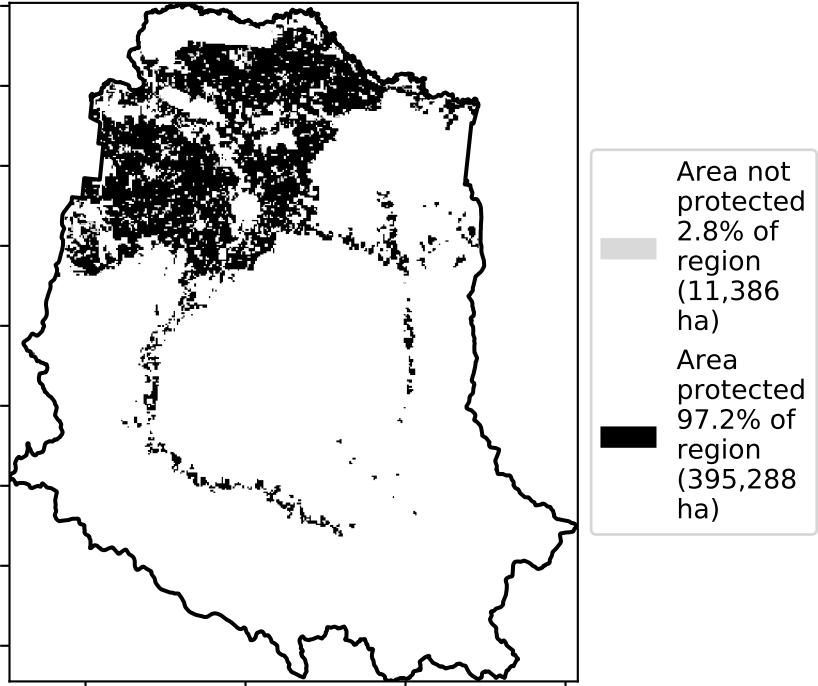 Area not
protected
2.8% of
region
(11,386
ha)
Area
protected
97.2% of
region
(395,288
ha)